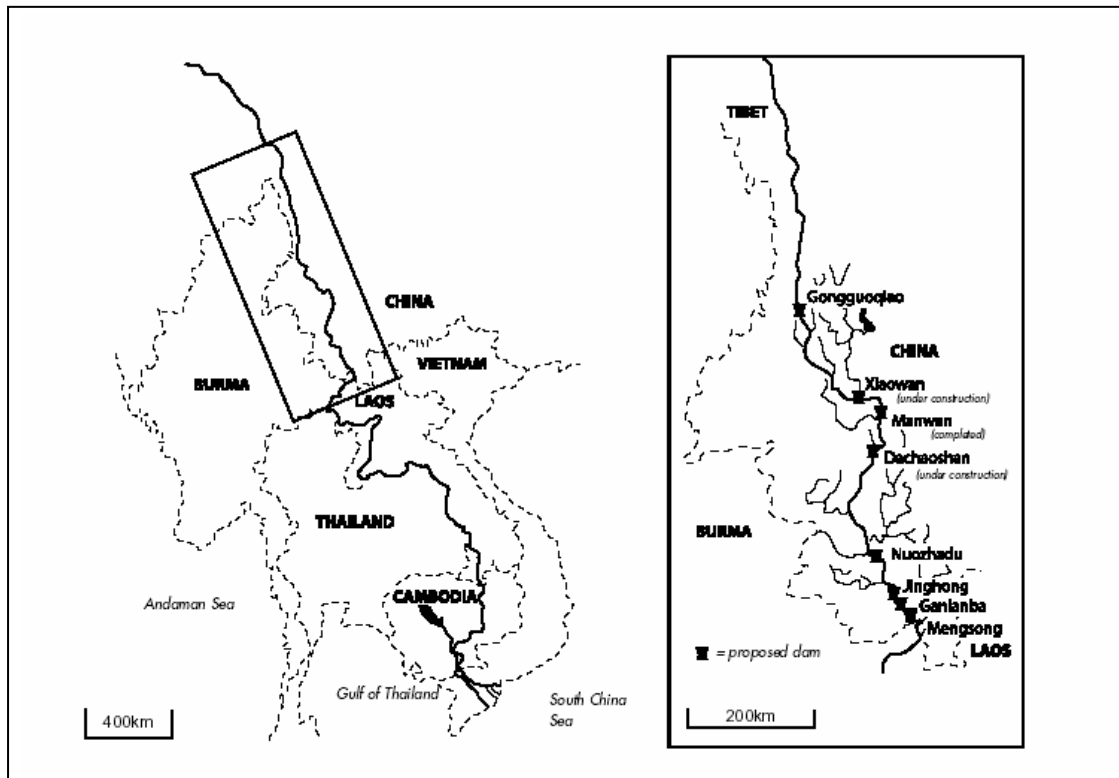 CHINA
VIETNAM
BURMA
LAOS
THAILAND
CAMBODIA
Andaman Sea
Gulf of Thailand
South China
Sea
400km
TIBET
Gongguoqiao
CHINA
Xiaowan
(under construction)
Manwan
(completed)
Dachaoshan
(under construction)
BURMA
Nuozhadu
Jinghong
Ganlanba
Mengsong
LAOS
= proposed dam
200km